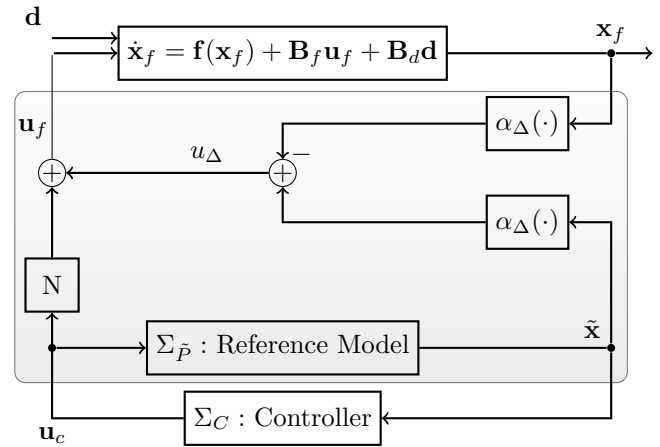 d
ẋ_f = f(x_f) + B_f u_f + B_d d
x_f
u_f
α_Δ(·)
−
+
u_Δ
+
α_Δ(·)
N
Σ_P̃ : Reference Model
x̃
u_c
Σ_C : Controller